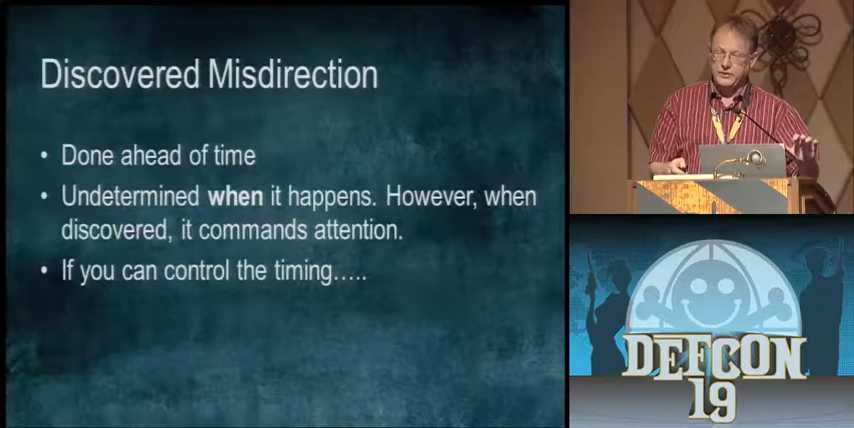 Discovered Misdirection
• Done ahead of time
• Undetermined when it happens. However, when
discovered, it commands attention.
• If you can control the timing…..
DEFCON
19